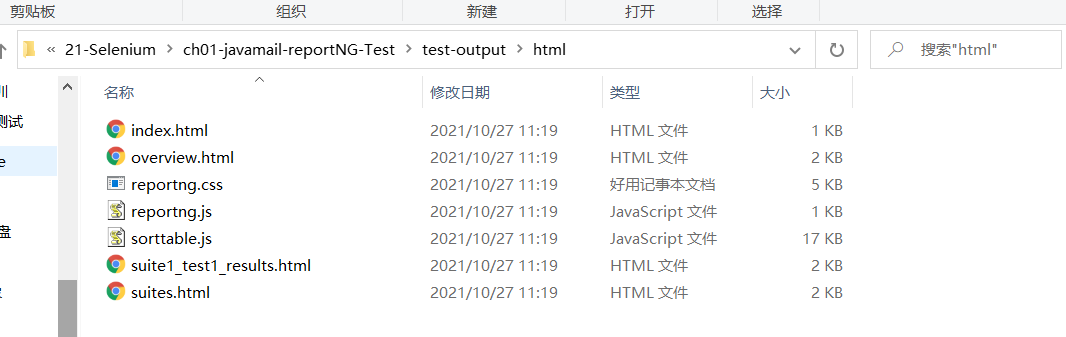 剪贴板 组织 新建 打开 选择
« 21-Selenium > ch01-javamail-reportNG-Test > test-output > html 搜索"html"
名称 修改日期 类型 大小
index.html 2021/10/27 11:19 HTML 文件 1 KB
overview.html 2021/10/27 11:19 HTML 文件 2 KB
reportng.css 2021/10/27 11:19 好用记事本文档 5 KB
reportng.js 2021/10/27 11:19 JavaScript 文件 1 KB
sorttable.js 2021/10/27 11:19 JavaScript 文件 17 KB
suite1_test1_results.html 2021/10/27 11:19 HTML 文件 2 KB
suites.html 2021/10/27 11:19 HTML 文件 2 KB
测试
e
盘